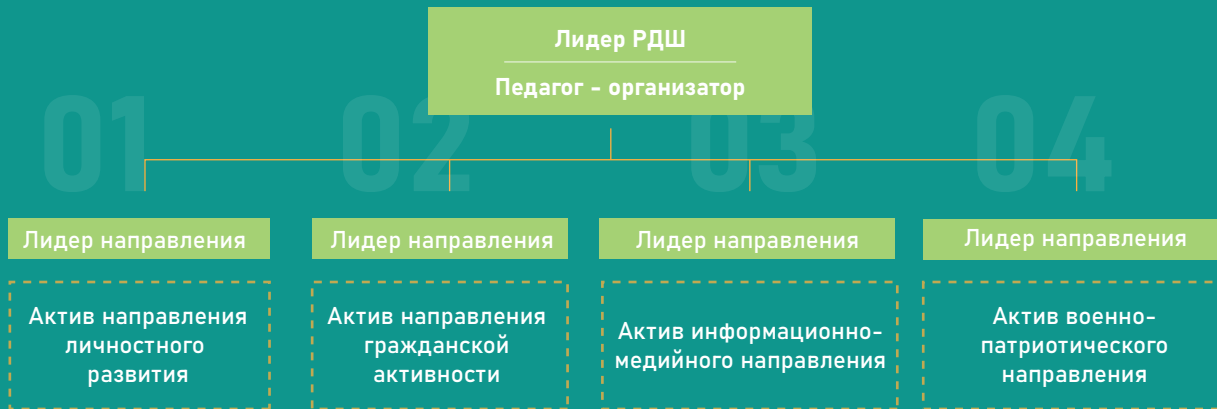 Лидер РДШ
Педагог - организатор
01
02
03
04
Лидер направления
Лидер направления
Лидер направления
Лидер направления
Актив направления
личностного
развития
Актив направления
гражданской
активности
Актив информационно-
медийного направления
Актив военно-
патриотического
направления